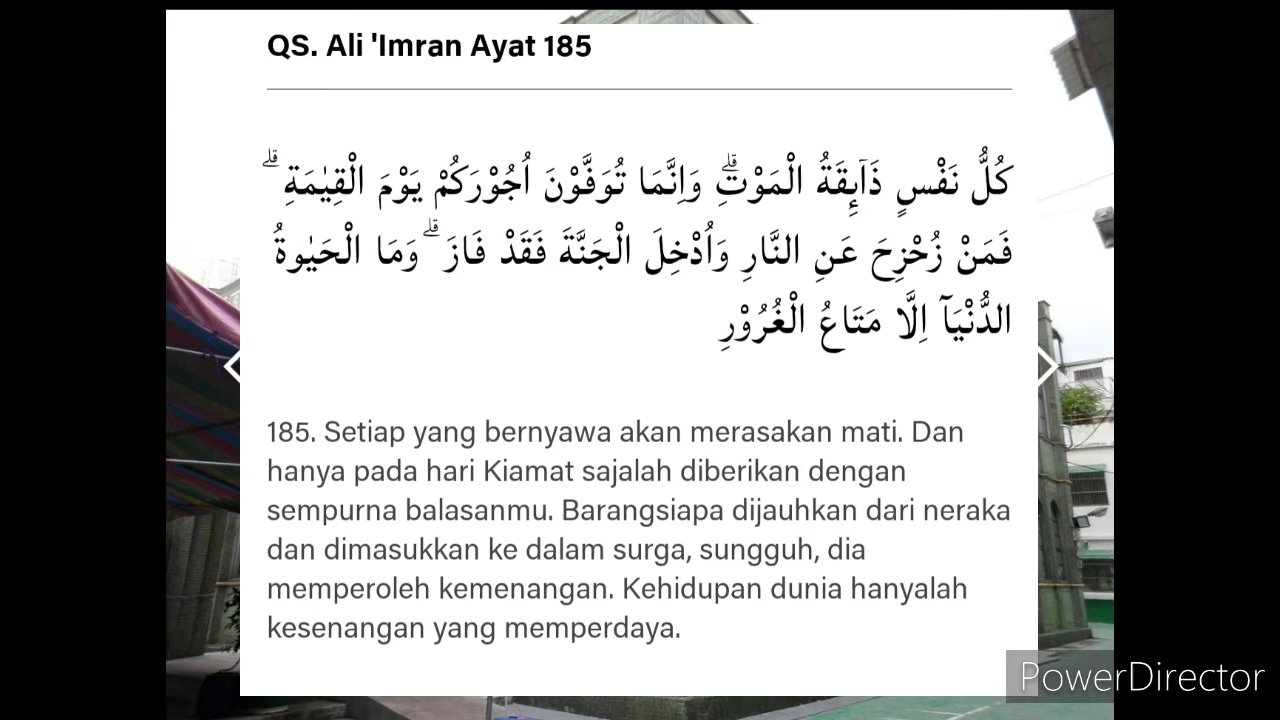 QS. Ali 'Imran Ayat 185
كُلُّ نَفْسٍ ذَاۤىِٕقَةُ الْمَوْتِۗ وَاِنَّمَا تُوَفَّوْنَ اُجُوْرَكُمْ يَوْمَ الْقِيٰمَةِ ۗ
فَمَنْ زُحْزِحَ عَنِ النَّارِ وَاُدْخِلَ الْجَنَّةَ فَقَدْ فَازَ ۗ وَمَا الْحَيٰوةُ
الدُّنْيَآ اِلَّا مَتَاعُ الْغُرُوْرِ
185. Setiap yang bernyawa akan merasakan mati. Dan
hanya pada hari Kiamat sajalah diberikan dengan
sempurna balasanmu. Barangsiapa dijauhkan dari neraka
dan dimasukkan ke dalam surga, sungguh, dia
memperoleh kemenangan. Kehidupan dunia hanyalah
kesenangan yang memperdaya.
PowerDirector